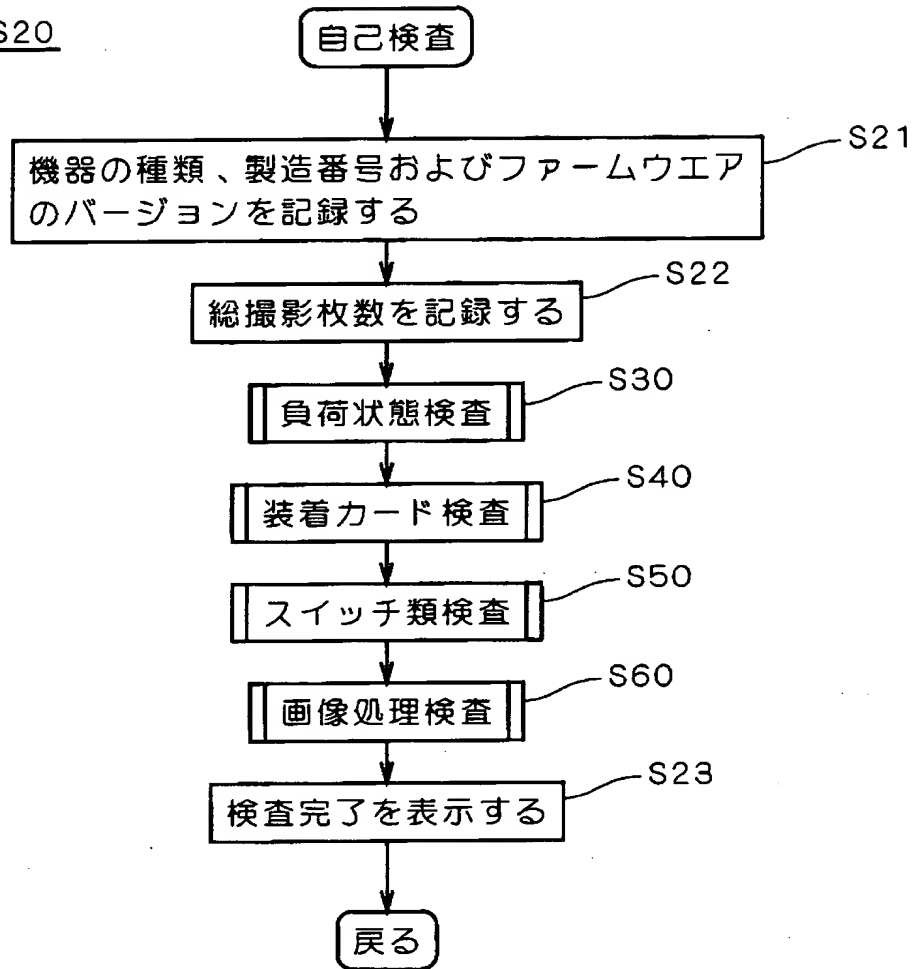 S20
自己検査
S21
機器の種類、製造番号およびファームウエア
のバージョンを記録する
S22
総撮影枚数を記録する
S30
負荷状態検査
S40
装着カード検査
S50
スイッチ類検査
S60
画像処理検査
S23
検査完了を表示する
戻る